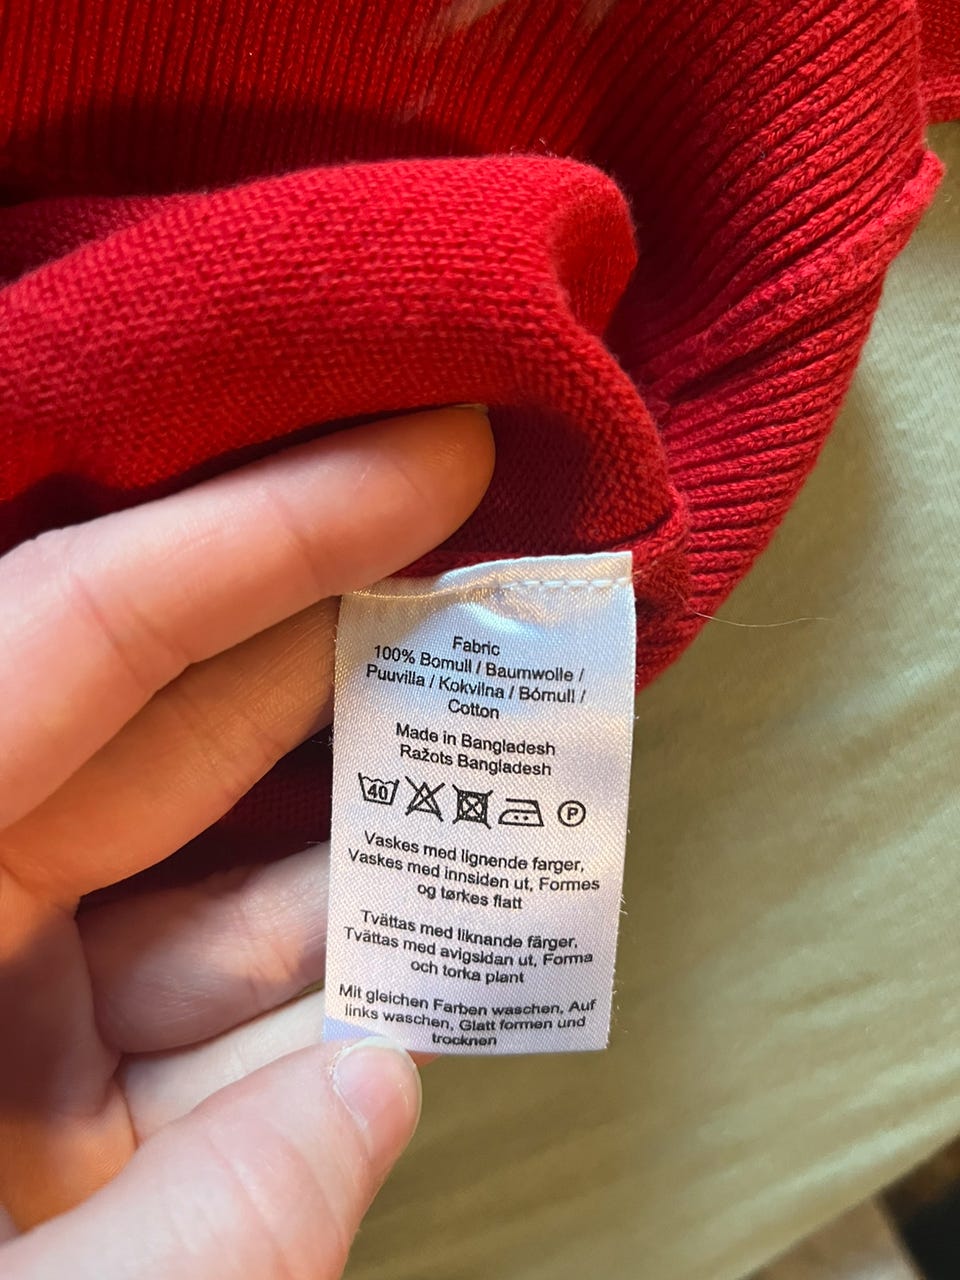 Fabric
100% Bomull / Baumwolle /
Puuvilla / Kokvilna / Bómull /
Cotton
Made in Bangladesh
Ražots Bangladesh
40 P
Vaskes med lignende farger,
Vaskes med innsiden ut, Formes
og tørkes flatt
Tvättas med liknande färger,
Tvättas med avigsidan ut, Forma
och torka plant
Mit gleichen Farben waschen, Auf
links waschen, Glatt formen und
trocknen